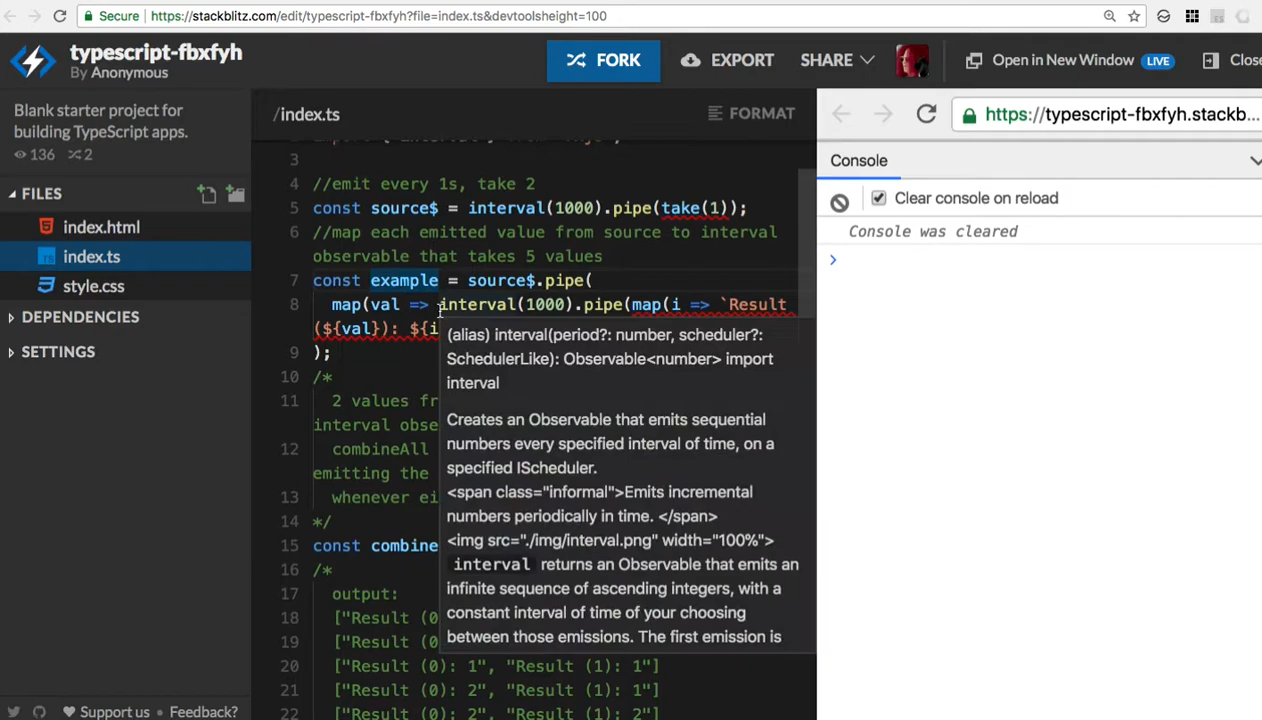 Secure
https://stackblitz.com/edit/typescript-fbxfyh?file=index.ts&devtoolsheight=100
typescript-fbxfyh
By Anonymous
FORK
EXPORT
SHARE
Open in New Window
LIVE
Close
Blank starter project for
building TypeScript apps.
136
2
FILES
index.html
index.ts
style.css
DEPENDENCIES
SETTINGS
Support us
Feedback?
/index.ts
FORMAT
3
4 //emit every 1s, take 2
5 const source$ = interval(1000).pipe(take(1));
6 //map each emitted value from source to interval
observable that takes 5 values
7 const example = source$.pipe(
8 map(val => interval(1000).pipe(map(i => `Result
(${val}): ${i
9 );
10 /*
11 2 values fr
interval obse
12 combineAll
emitting the
13 whenever ei
14 */
15 const combine
16 /*
17 output:
18 ["Result (0
19 ["Result (0
20 ["Result (0): 1", "Result (1): 1"]
21 ["Result (0): 2", "Result (1): 1"]
22 ["Result (0): 2", "Result (1): 2"]
(alias) interval(period?: number, scheduler?:
SchedulerLike): Observable<number> import
interval
Creates an Observable that emits sequential
numbers every specified interval of time, on a
specified IScheduler.
<span class="informal">Emits incremental
numbers periodically in time. </span>
<img src="./img/interval.png" width="100%">
interval returns an Observable that emits an
infinite sequence of ascending integers, with a
constant interval of time of your choosing
between those emissions. The first emission is
https://typescript-fbxfyh.stackb...
Console
Clear console on reload
Console was cleared